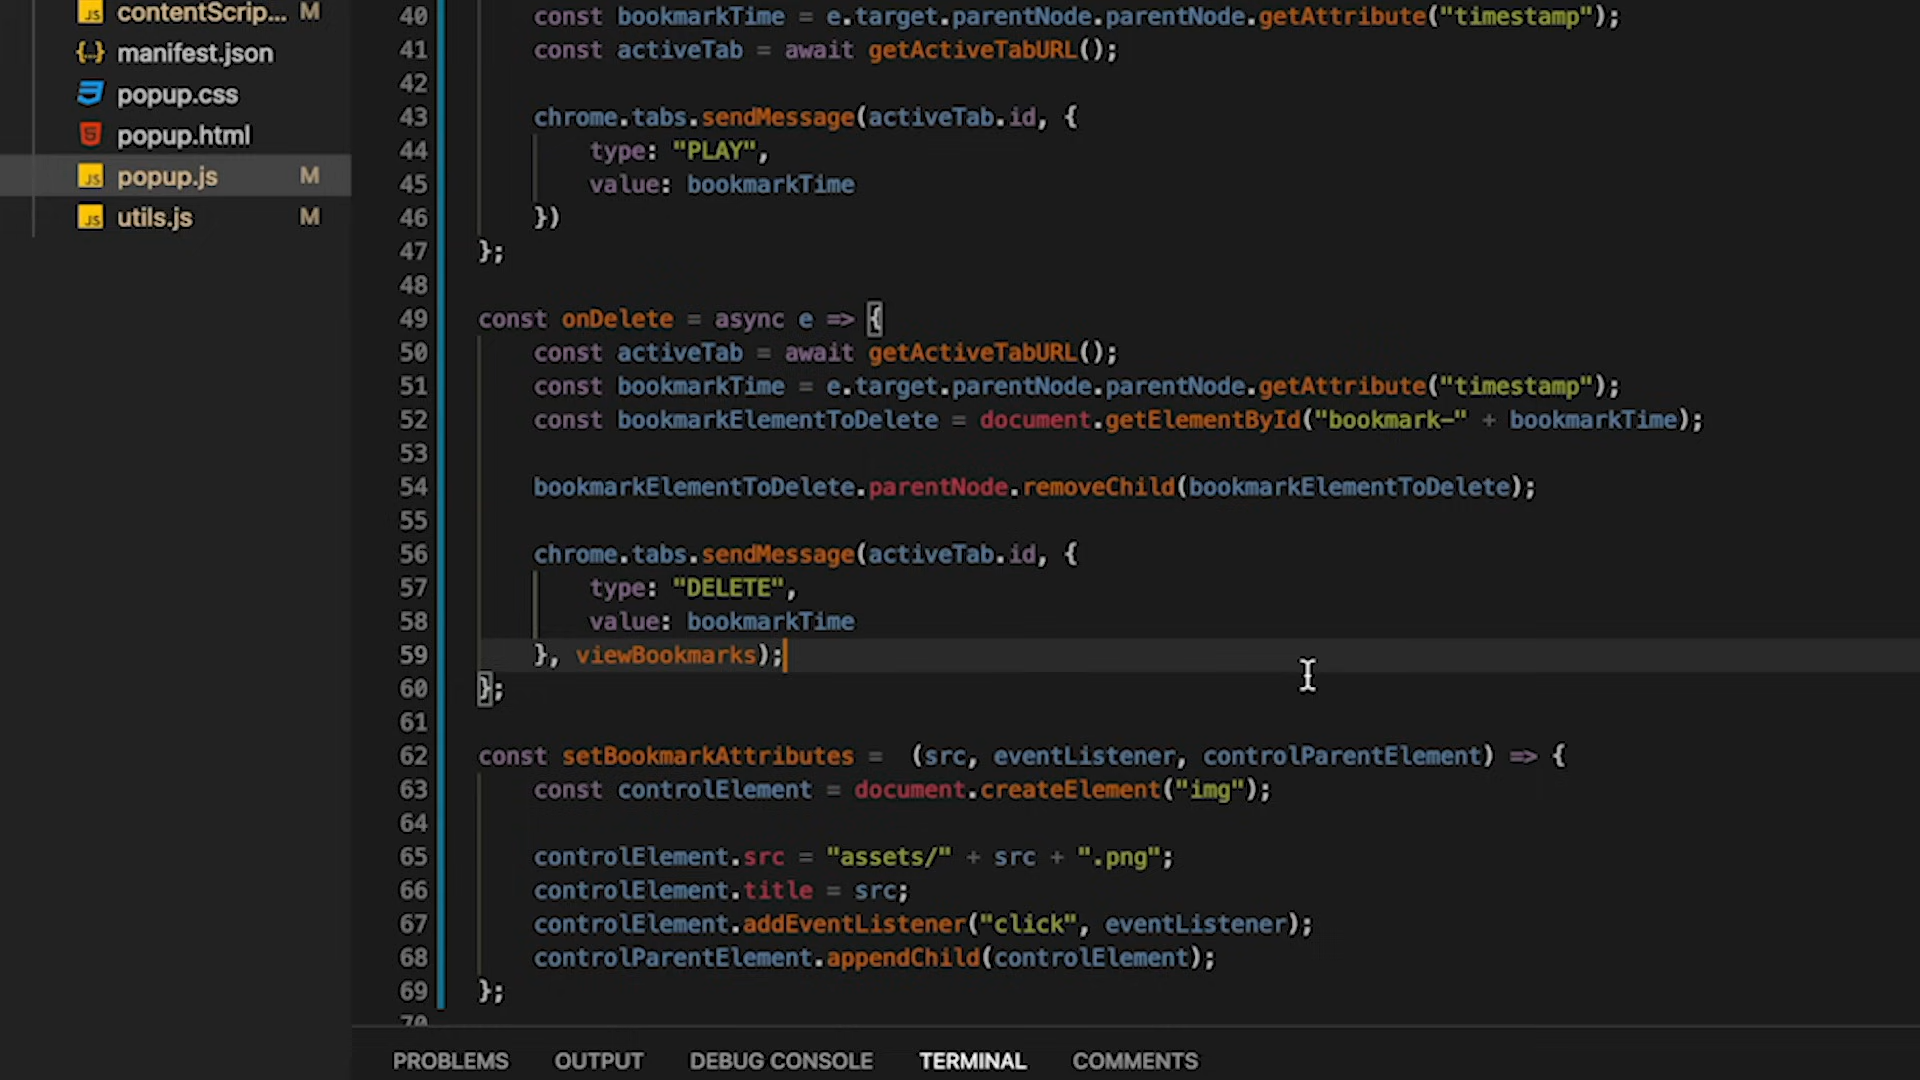 contentScrip... M
manifest.json
popup.css
popup.html
popup.js M
utils.js M
40 const bookmarkTime = e.target.parentNode.parentNode.getAttribute("timestamp");
41 const activeTab = await getActiveTabURL();
42
43 chrome.tabs.sendMessage(activeTab.id, {
44 type: "PLAY",
45 value: bookmarkTime
46 })
47 };
48
49 const onDelete = async e => {
50 const activeTab = await getActiveTabURL();
51 const bookmarkTime = e.target.parentNode.parentNode.getAttribute("timestamp");
52 const bookmarkElementToDelete = document.getElementById("bookmark-" + bookmarkTime);
53
54 bookmarkElementToDelete.parentNode.removeChild(bookmarkElementToDelete);
55
56 chrome.tabs.sendMessage(activeTab.id, {
57 type: "DELETE",
58 value: bookmarkTime
59 }, viewBookmarks);
60 };
61
62 const setBookmarkAttributes =  (src, eventListener, controlParentElement) => {
63 const controlElement = document.createElement("img");
64
65 controlElement.src = "assets/" + src + ".png";
66 controlElement.title = src;
67 controlElement.addEventListener("click", eventListener);
68 controlParentElement.appendChild(controlElement);
69 };
70
PROBLEMS OUTPUT DEBUG CONSOLE TERMINAL COMMENTS